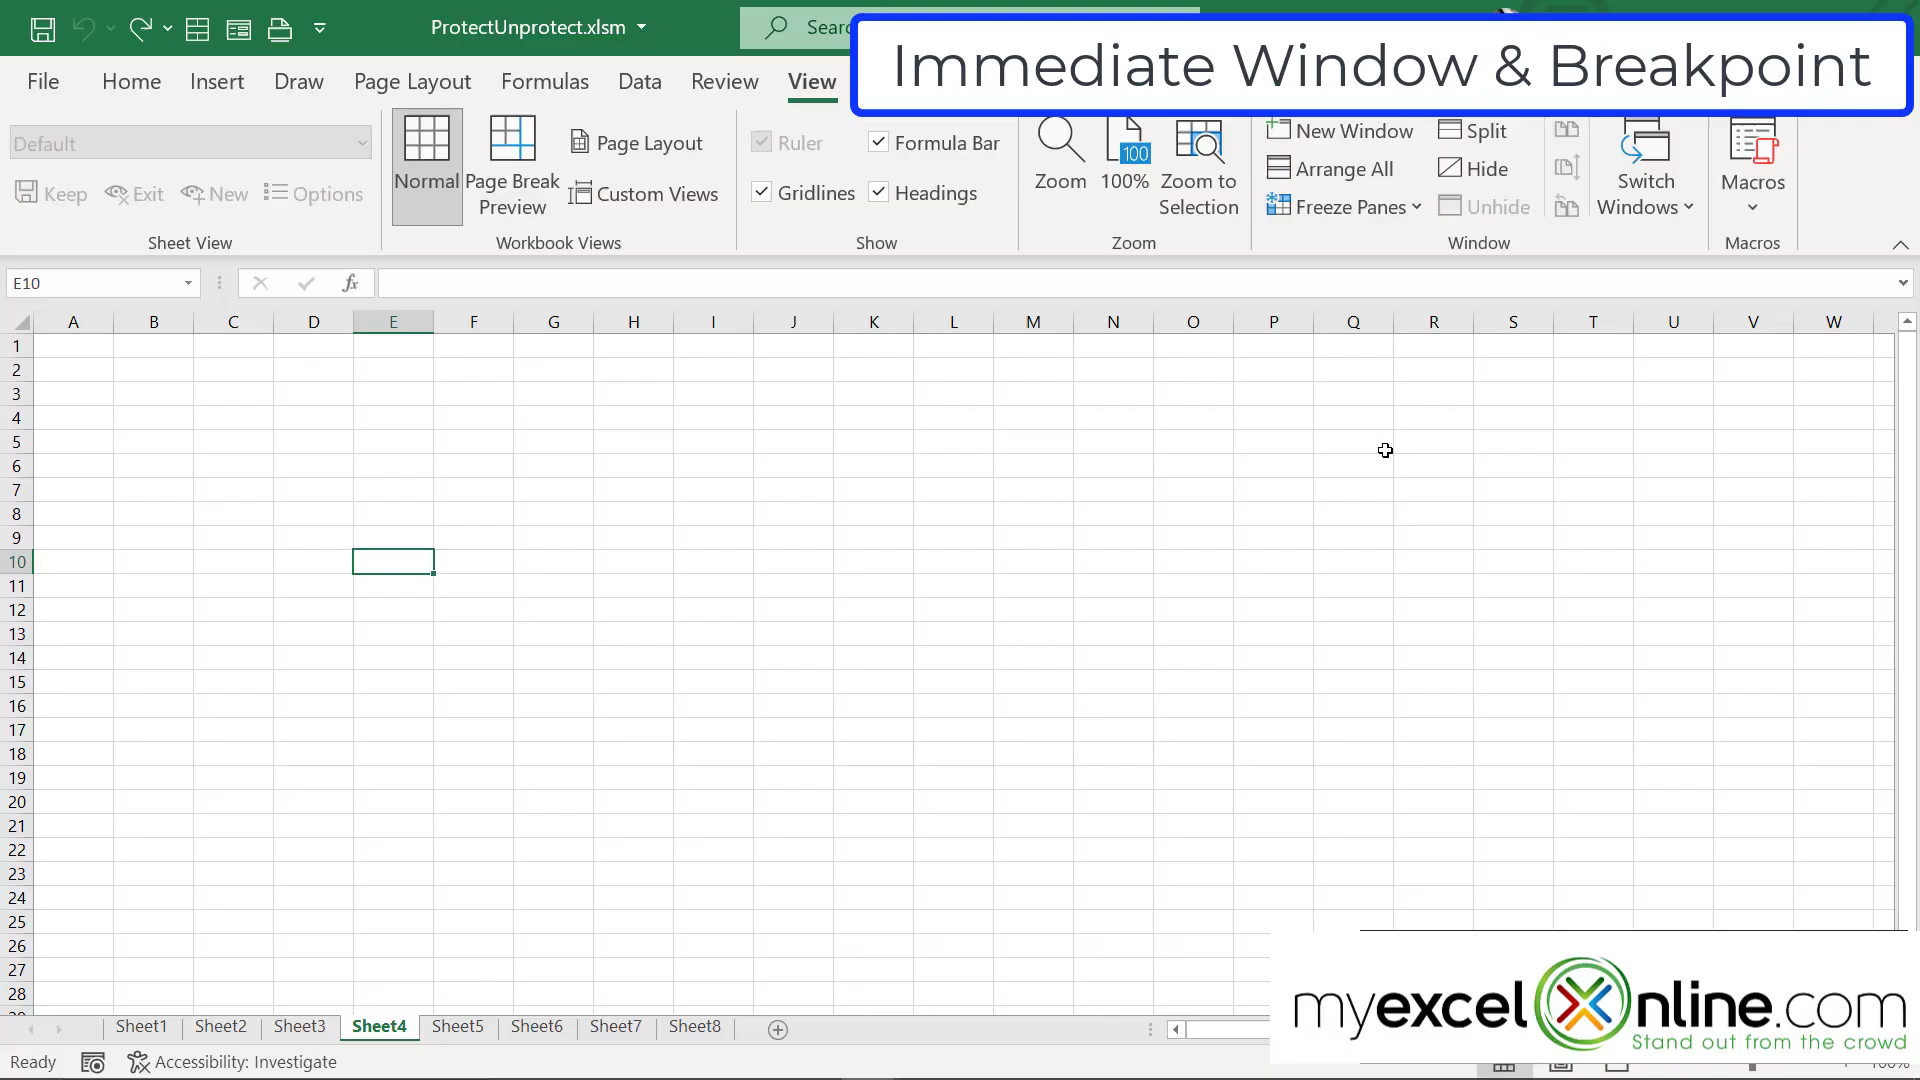 ProtectUnprotect.xlsm
Immediate Window & Breakpoint
File Home Insert Draw Page Layout Formulas Data Review View
Default
Keep Exit New Options
Sheet View
Normal
Page Break
Preview
Page Layout
Custom Views
Workbook Views
Ruler Formula Bar
Gridlines Headings
Show
Zoom
100
100%
Zoom to
Selection
Zoom
New Window
Arrange All
Freeze Panes
Split
Hide
Unhide
Switch
Windows
Window
Macros
Macros
E10
fx
A B C D E F G H I J K L M N O P Q R S T U V W
1
2
3
4
5
6
7
8
9
10
11
12
13
14
15
16
17
18
19
20
21
22
23
24
25
26
27
28
Sheet1 Sheet2 Sheet3 Sheet4 Sheet5 Sheet6 Sheet7 Sheet8
Ready Accessibility: Investigate
myexcelonline.com
Stand out from the crowd